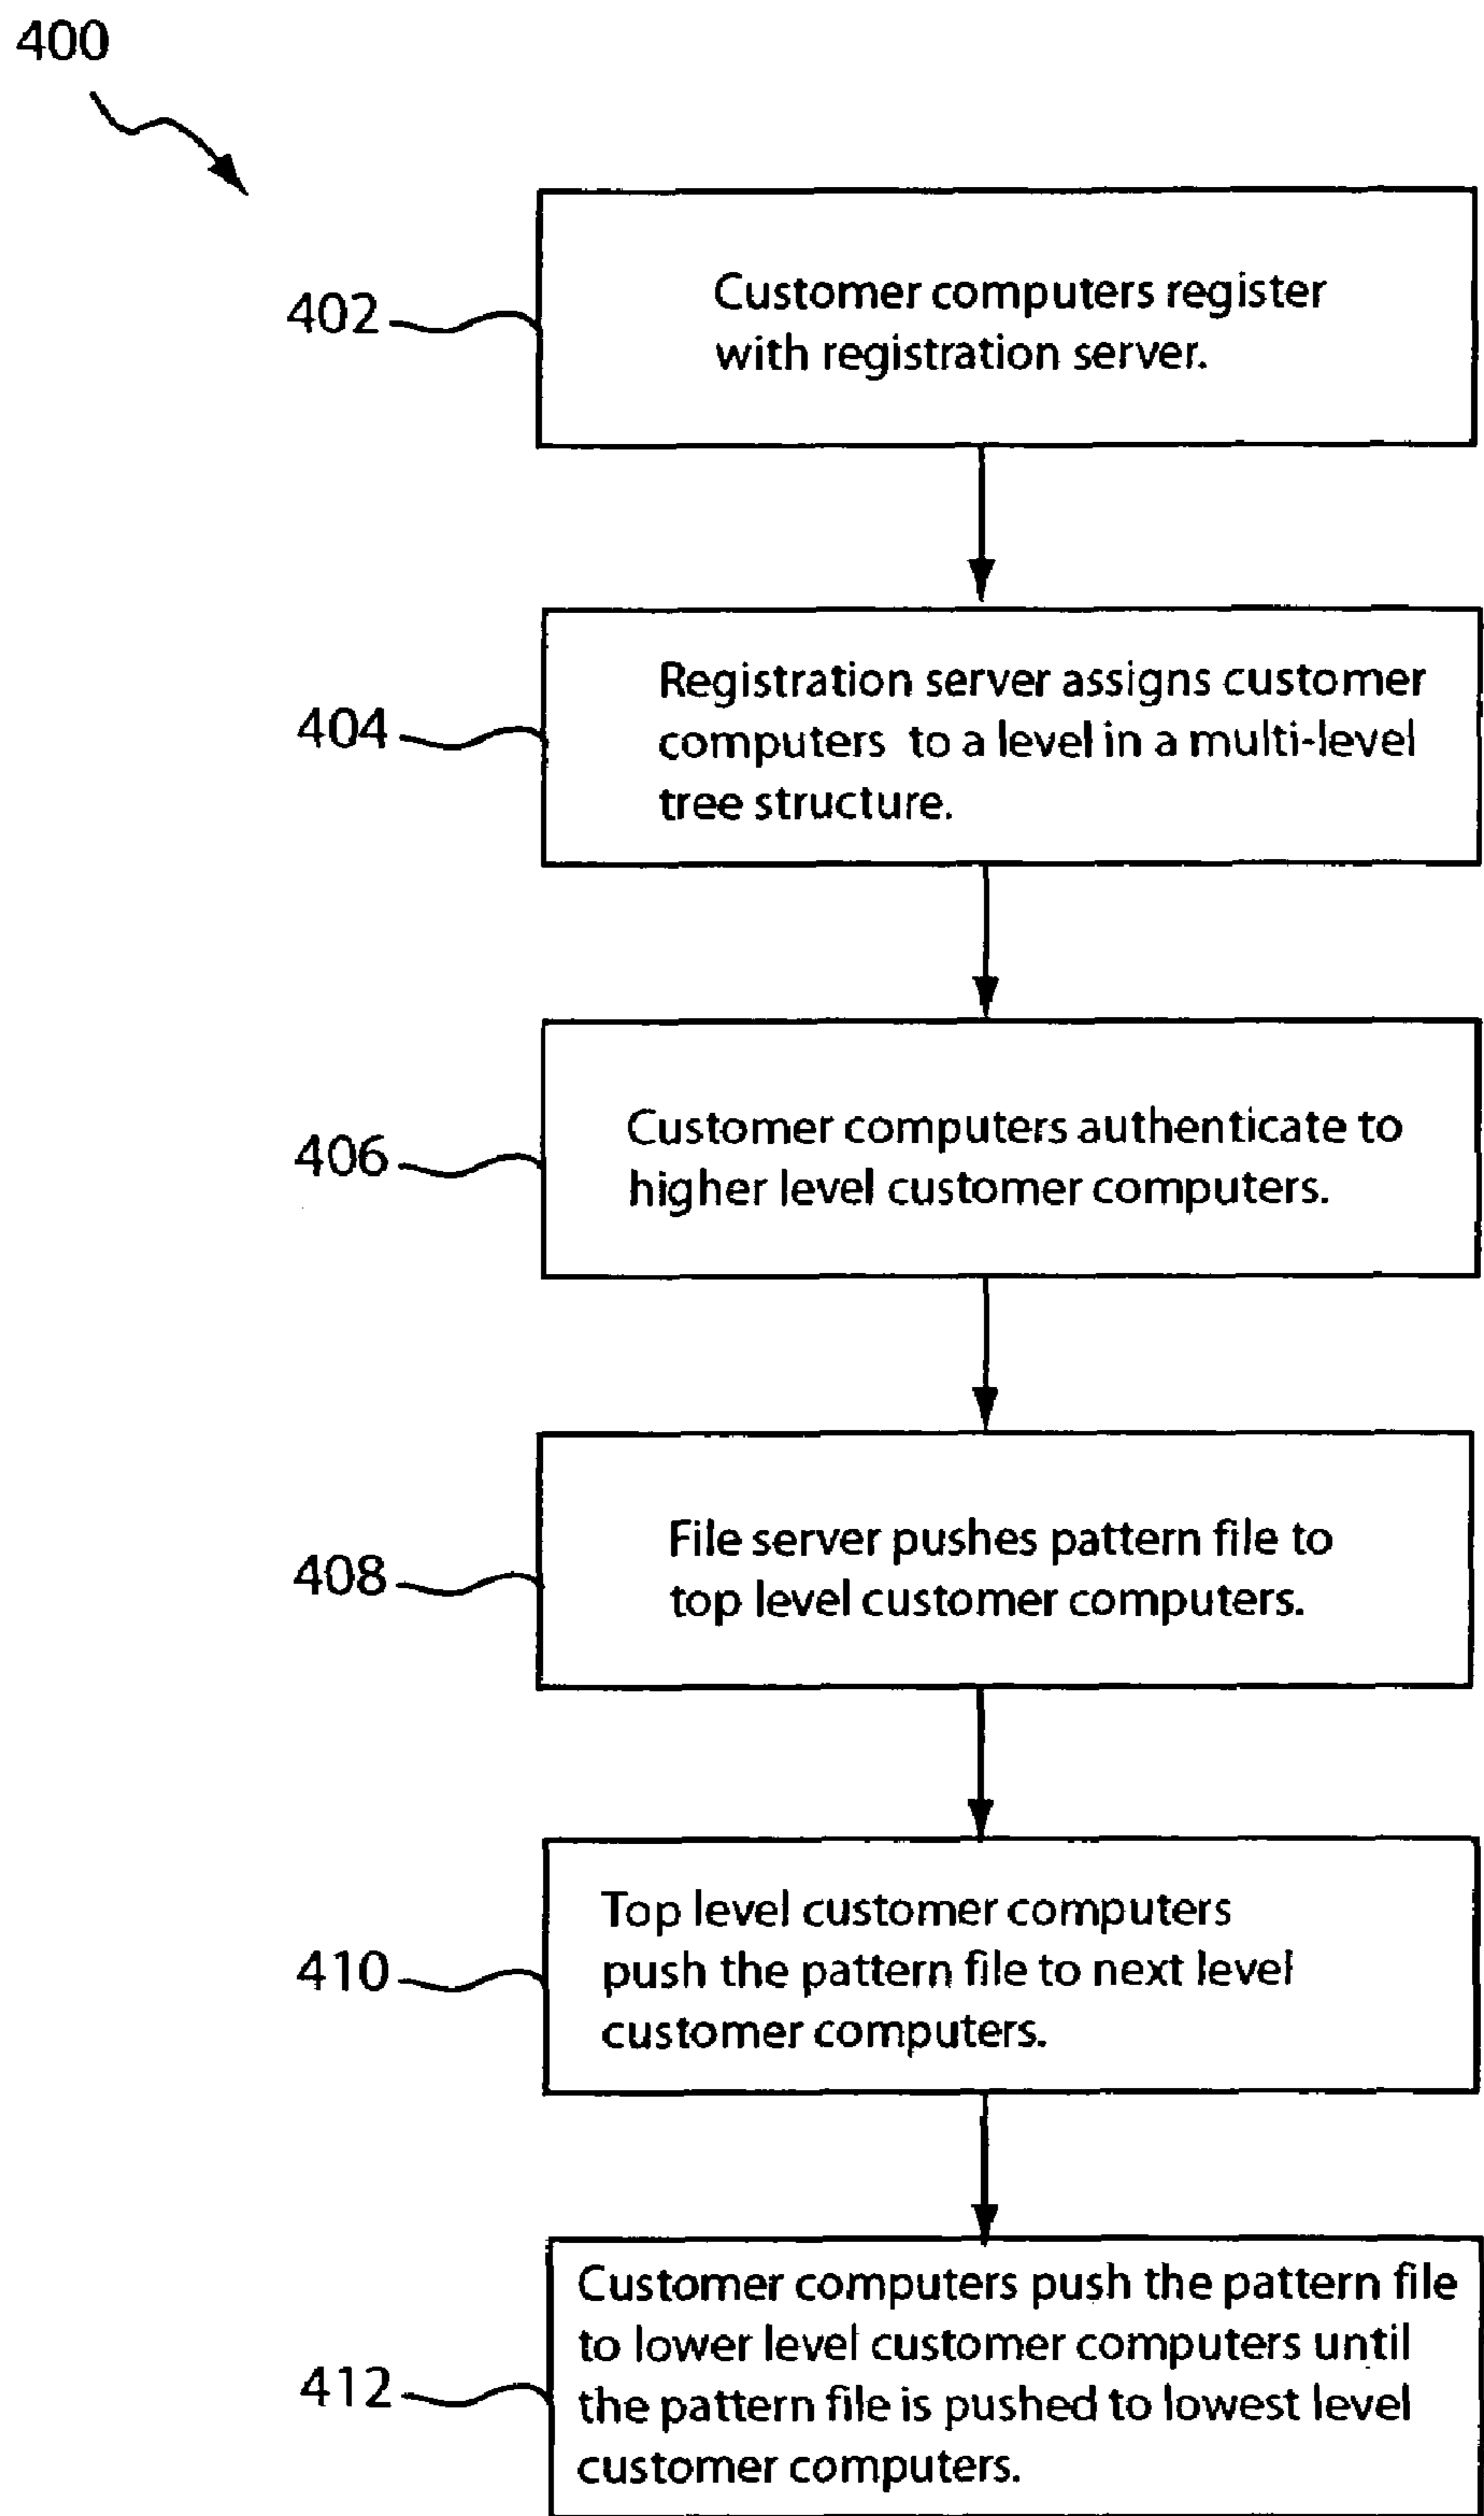 400
402
Customer computers register
with registration server.
404
Registration server assigns customer
computers to a level in a multi-level
tree structure.
406
Customer computers authenticate to
higher level customer computers.
408
File server pushes pattern file to
top level customer computers.
410
Top level customer computers
push the pattern file to next level
customer computers.
412
Customer computers push the pattern file
to lower level customer computers until
the pattern file is pushed to lowest level
customer computers.